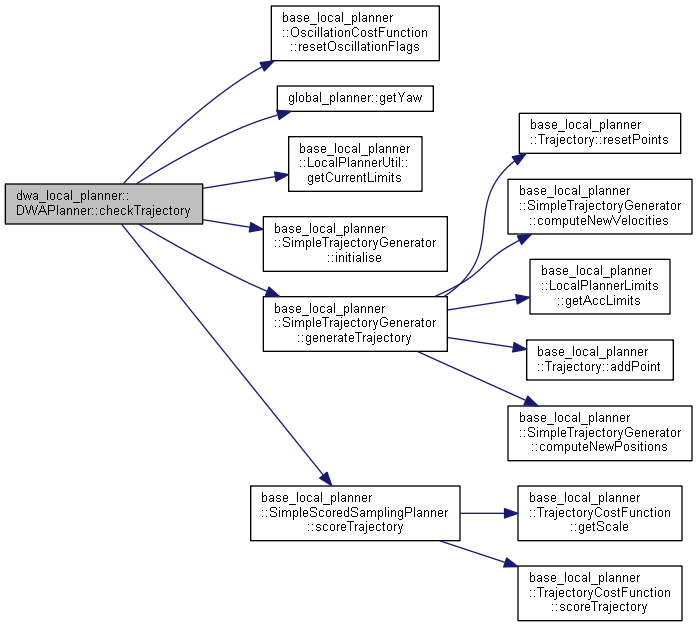 base_local_planner
::OscillationCostFunction
::resetOscillationFlags
global_planner::getYaw
base_local_planner
::LocalPlannerUtil::
getCurrentLimits
dwa_local_planner::
DWAPlanner::checkTrajectory
base_local_planner
::SimpleTrajectoryGenerator
::initialise
base_local_planner
::SimpleTrajectoryGenerator
::generateTrajectory
base_local_planner
::SimpleScoredSamplingPlanner
::scoreTrajectory
base_local_planner
::Trajectory::resetPoints
base_local_planner
::SimpleTrajectoryGenerator
::computeNewVelocities
base_local_planner
::LocalPlannerLimits
::getAccLimits
base_local_planner
::Trajectory::addPoint
base_local_planner
::SimpleTrajectoryGenerator
::computeNewPositions
base_local_planner
::TrajectoryCostFunction
::getScale
base_local_planner
::TrajectoryCostFunction
::scoreTrajectory